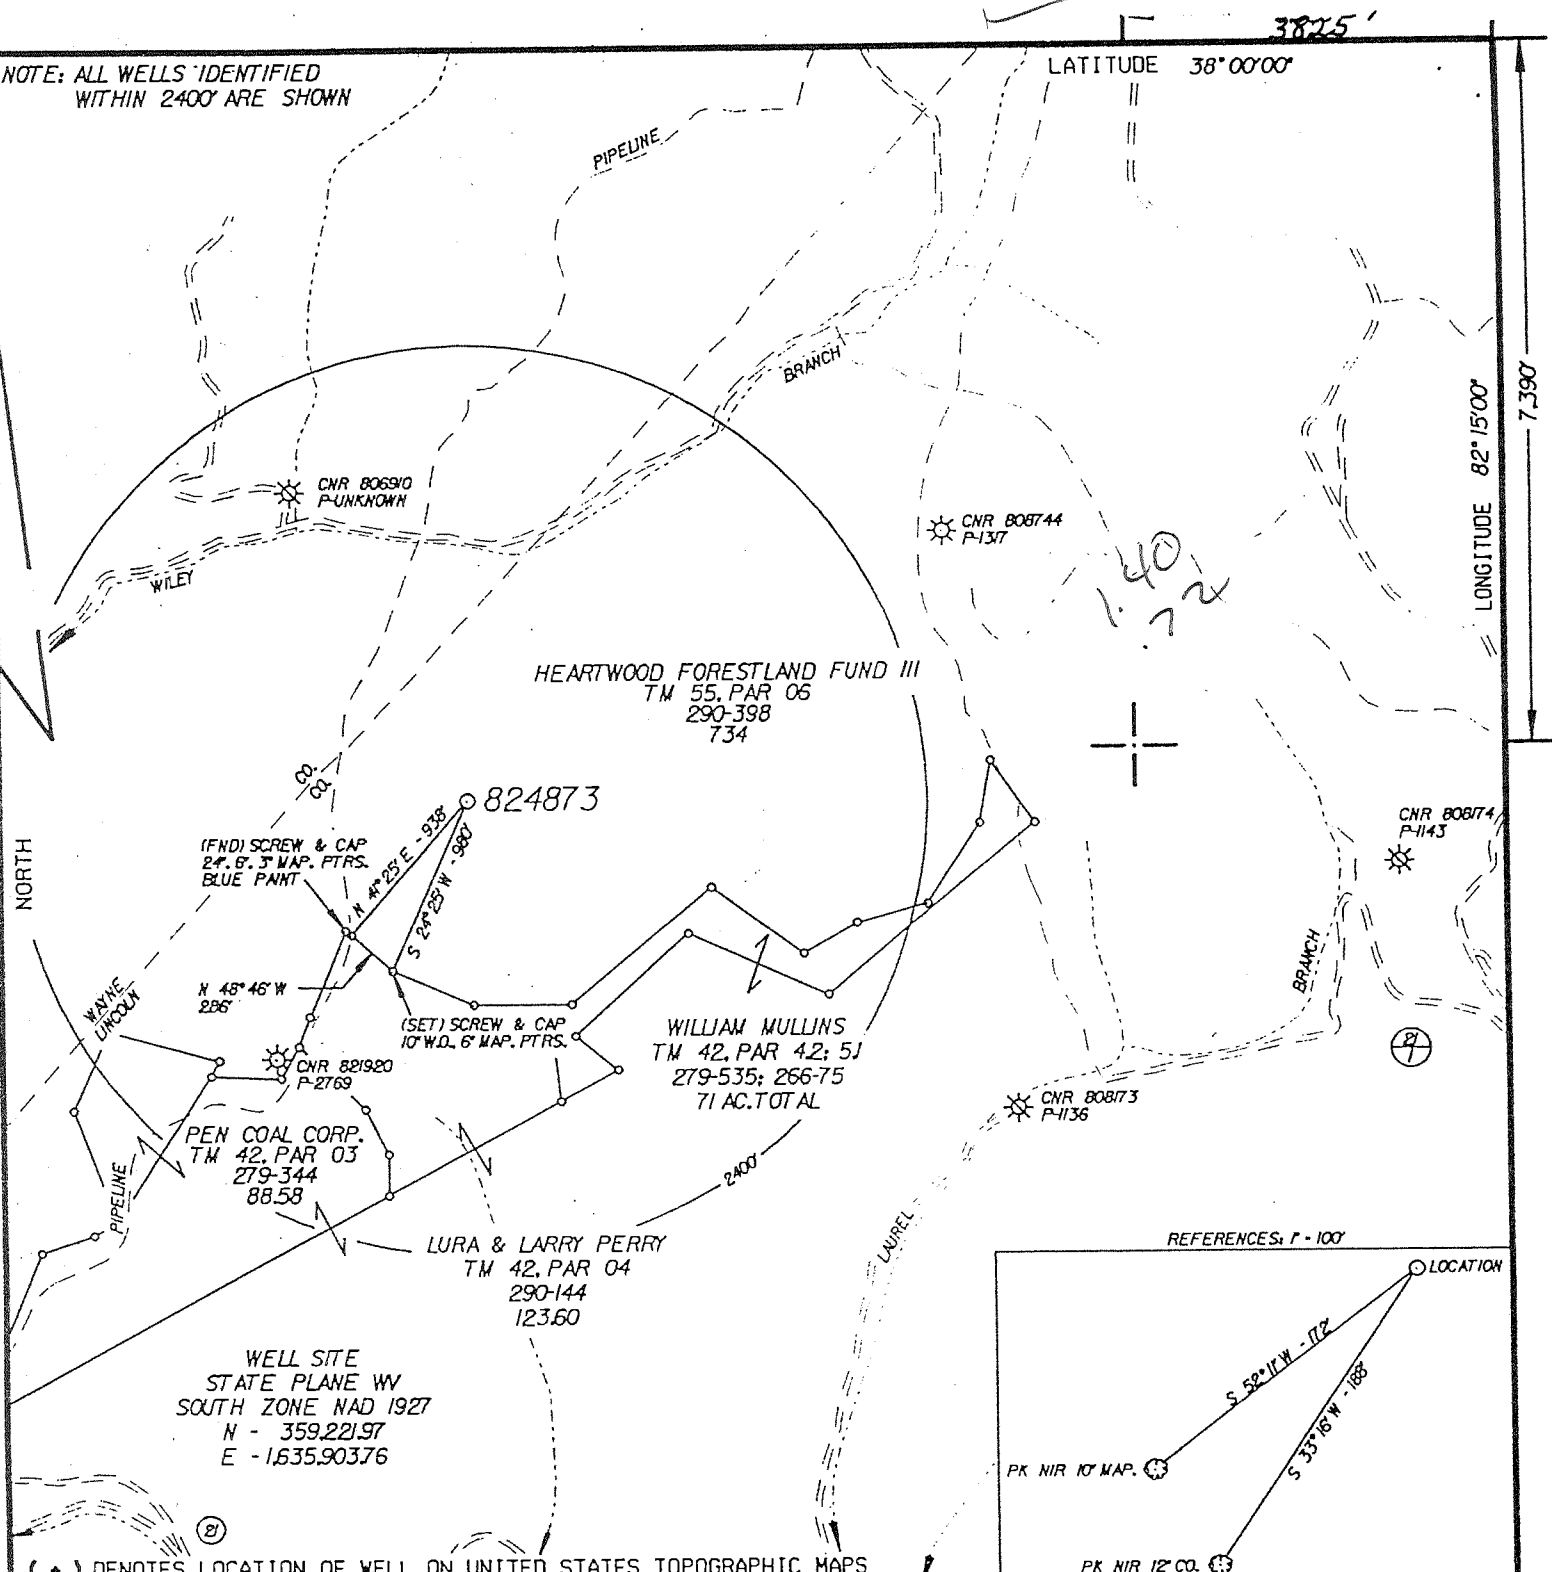 3825'
NOTE: ALL WELLS IDENTIFIED
WITHIN 2400' ARE SHOWN
LATITUDE 38°00'00"
PIPELINE
7,390'
LONGITUDE 82°15'00"
BRANCH
CNR 806910
P-UNKNOWN
CNR 808744
P-1317
WILEY
1.40
.72
HEARTWOOD FORESTLAND FUND III
TM 55, PAR 06
290-398
734
CO.
CO.
824873
(FND) SCREW & CAP
24", 6", 3" MAP. PTRS.
BLUE PAINT
N 41°25' E - 938'
S 24°25' W - 980'
NORTH
CNR 808174
P-1143
N 48°46' W
286'
WAYNE
LINCOLN
(SET) SCREW & CAP
10" W.O., 6" MAP. PTRS.
BRANCH
WILLIAM MULLINS
TM 42, PAR 4.2; 5.1
279-535; 266-75
71 AC. TOTAL
CNR 821920
P-2769
CNR 808173
P-1136
PEN COAL CORP.
TM 42, PAR 03
279-344
88.58
PIPELINE
2400'
LAUREL
LURA & LARRY PERRY
TM 42, PAR 04
290-144
123.60
REFERENCES: 1" - 100'
LOCATION
S 52°11' W - 172'
S 33°16' W - 188'
PK NIR 10" MAP.
PK NIR 12" CO.
WELL SITE
STATE PLANE WV
SOUTH ZONE NAD 1927
N - 359,221.97
E - 1,635,903.76
21
( + ) DENOTES LOCATION OF WELL ON UNITED STATES TOPOGRAPHIC MAPS